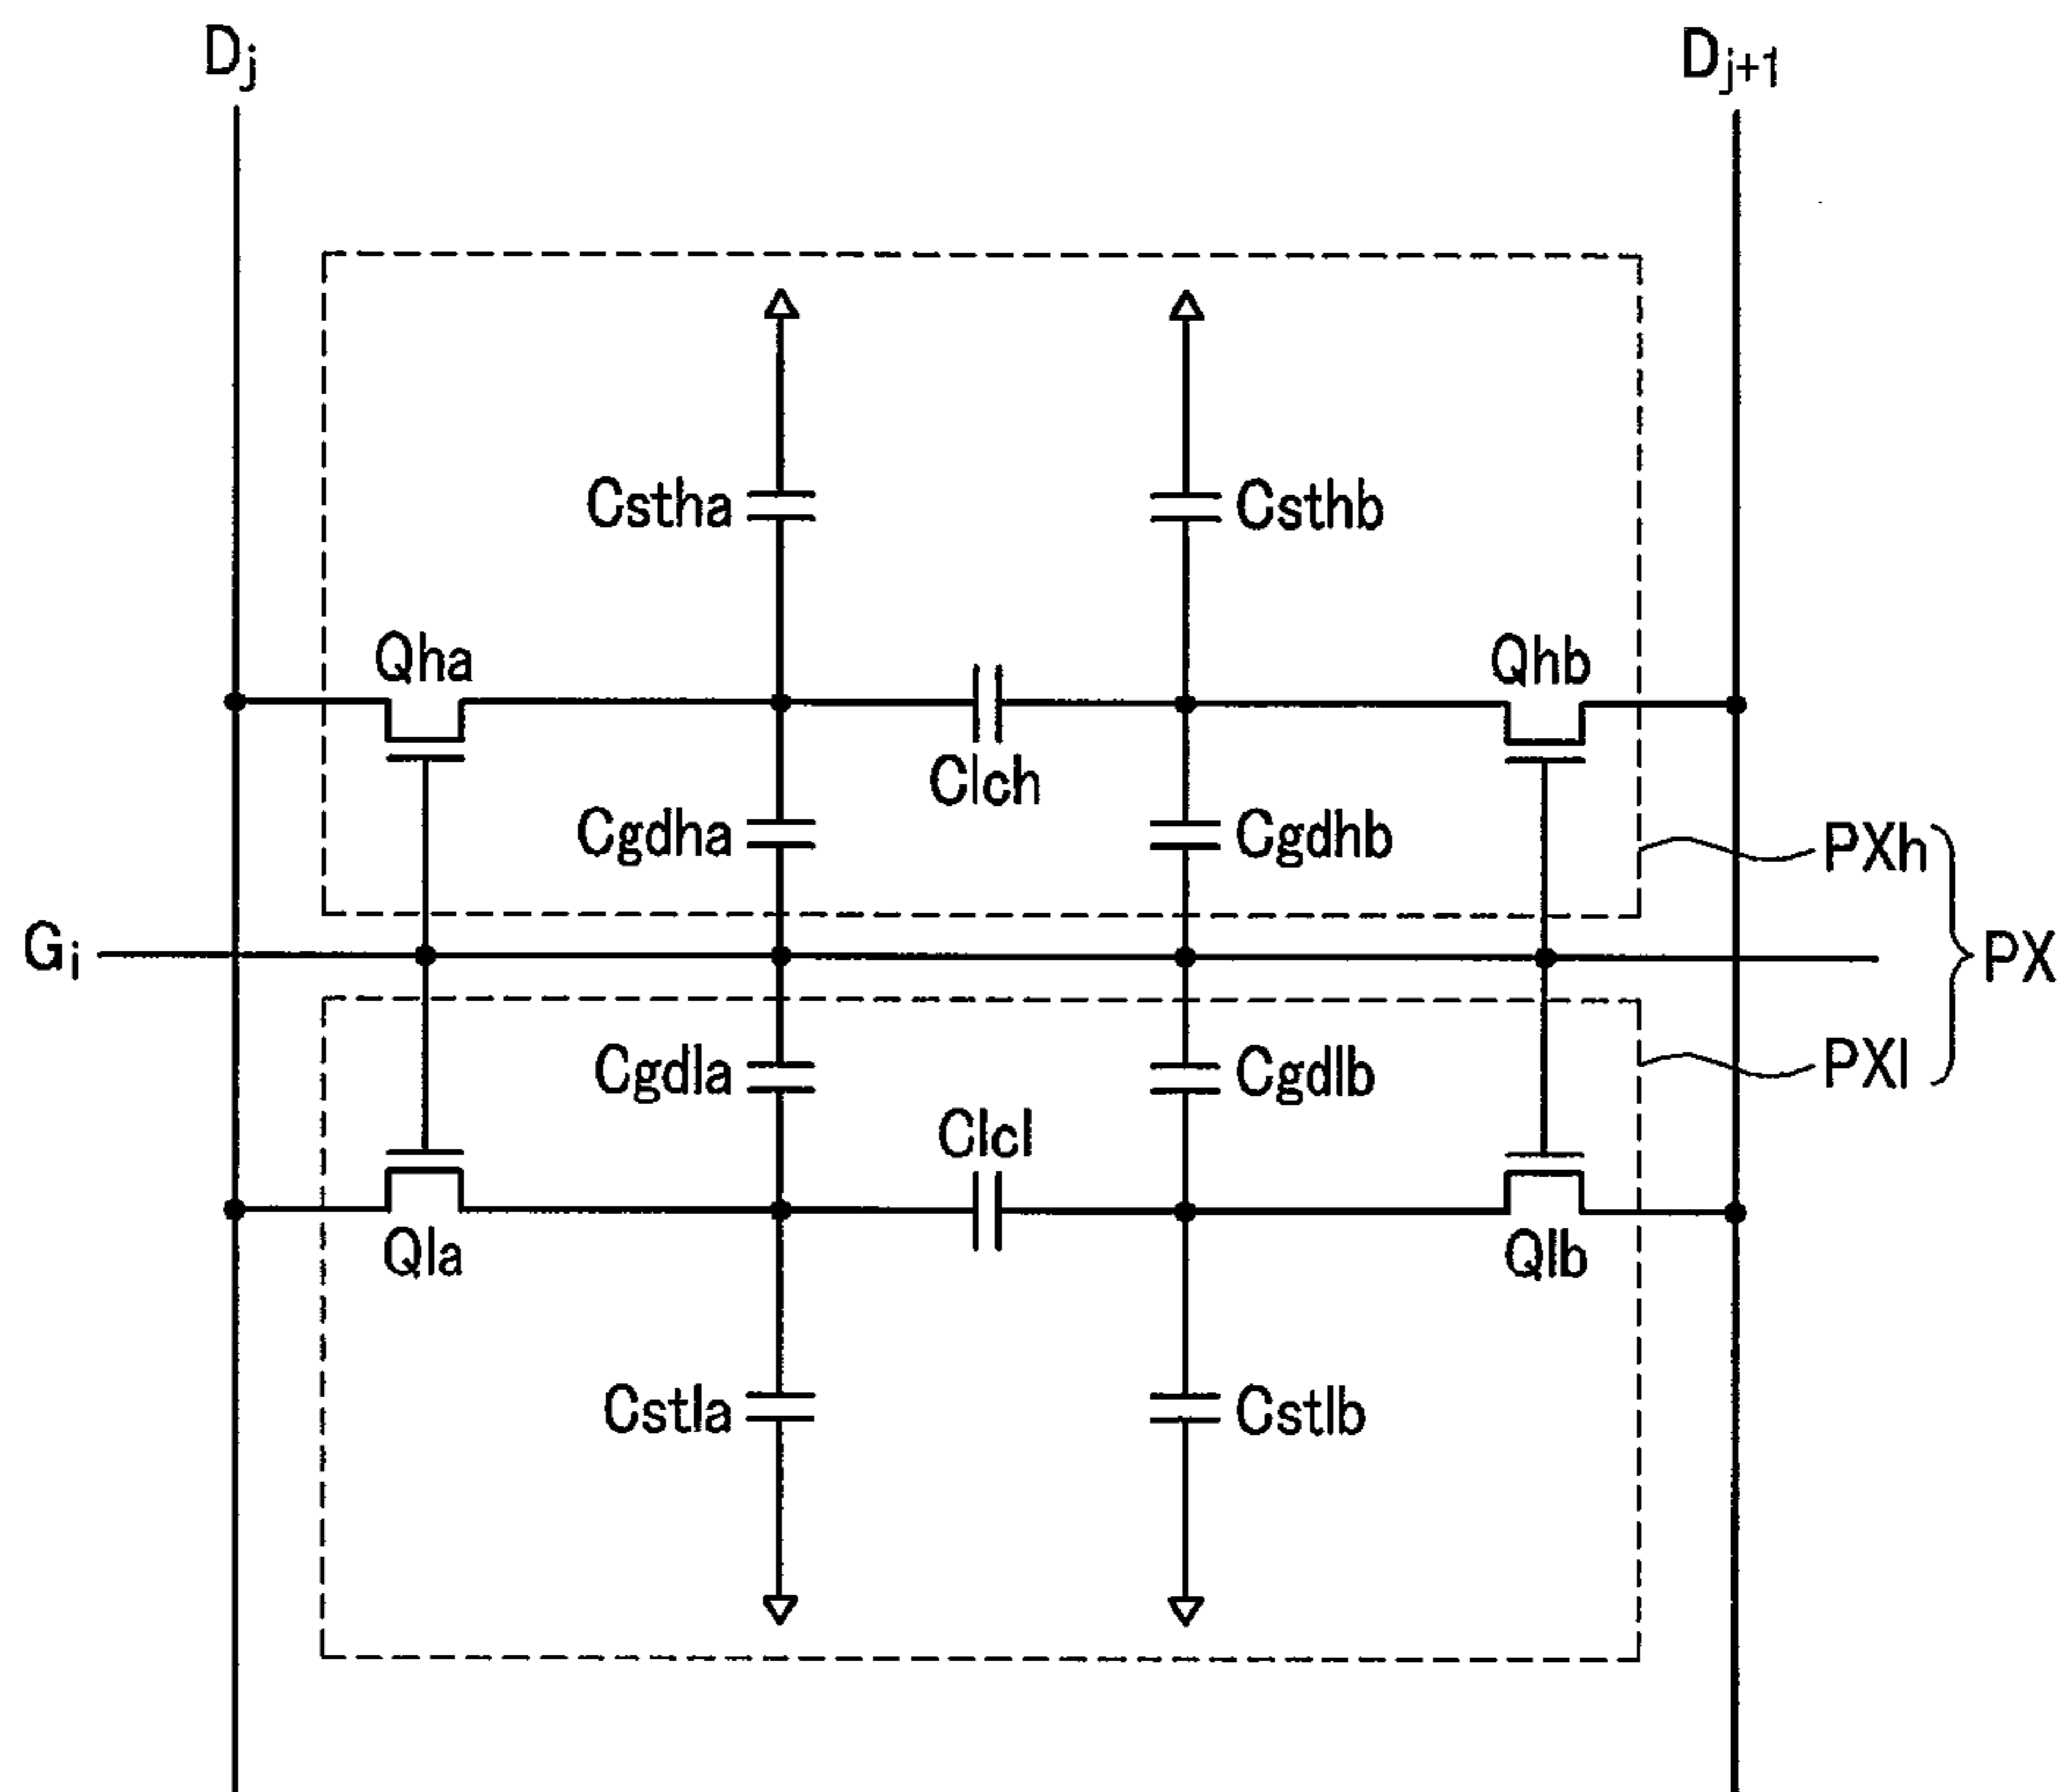 Dj
Dj+1
Cstha
Csthb
Qha
Qhb
Clch
Cgdha
Cgdhb
PXh
Gi
PX
Cgdla
Cgdlb
PXl
Clcl
Qla
Qlb
Cstla
Cstlb